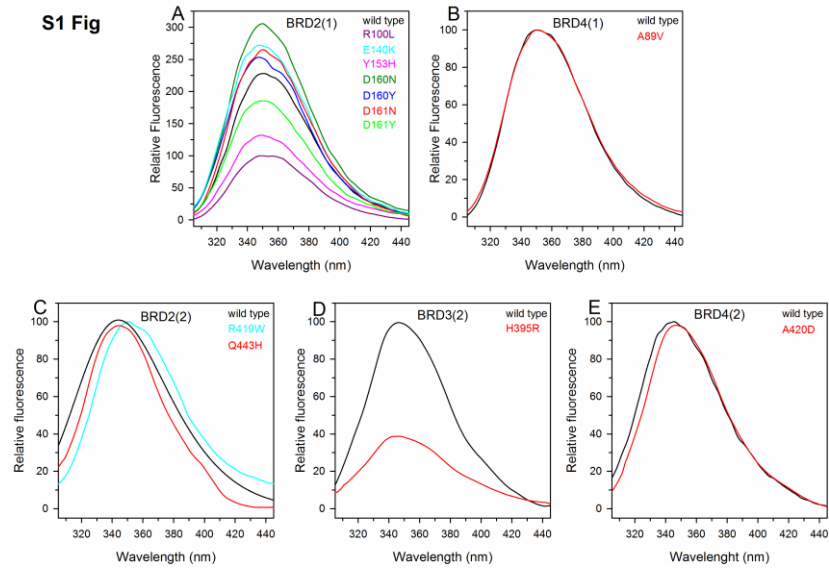 S1 Fig
A
BRD2(1)
wild type
R100L
E140K
Y153H
D160N
D160Y
D161N
D161Y
Relative Fluorescence
300
275
250
225
200
175
150
125
100
75
50
25
0
320 340 360 380 400 420 440
Wavelength (nm)
B
BRD4(1)
wild type
A89V
Relative Fluorescence
100
80
60
40
20
0
320 340 360 380 400 420 440
Wavelength (nm)
C
BRD2(2)
wild type
R419W
Q443H
Relative fluorescence
100
80
60
40
20
0
320 340 360 380 400 420 440
Wavelength (nm)
D
BRD3(2)
wild type
H395R
Relative fluorescence
100
80
60
40
20
0
320 340 360 380 400 420 440
Wavelength (nm)
E
BRD4(2)
wild type
A420D
Relative fluorescence
100
80
60
40
20
0
320 340 360 380 400 420 440
Wavelenght (nm)